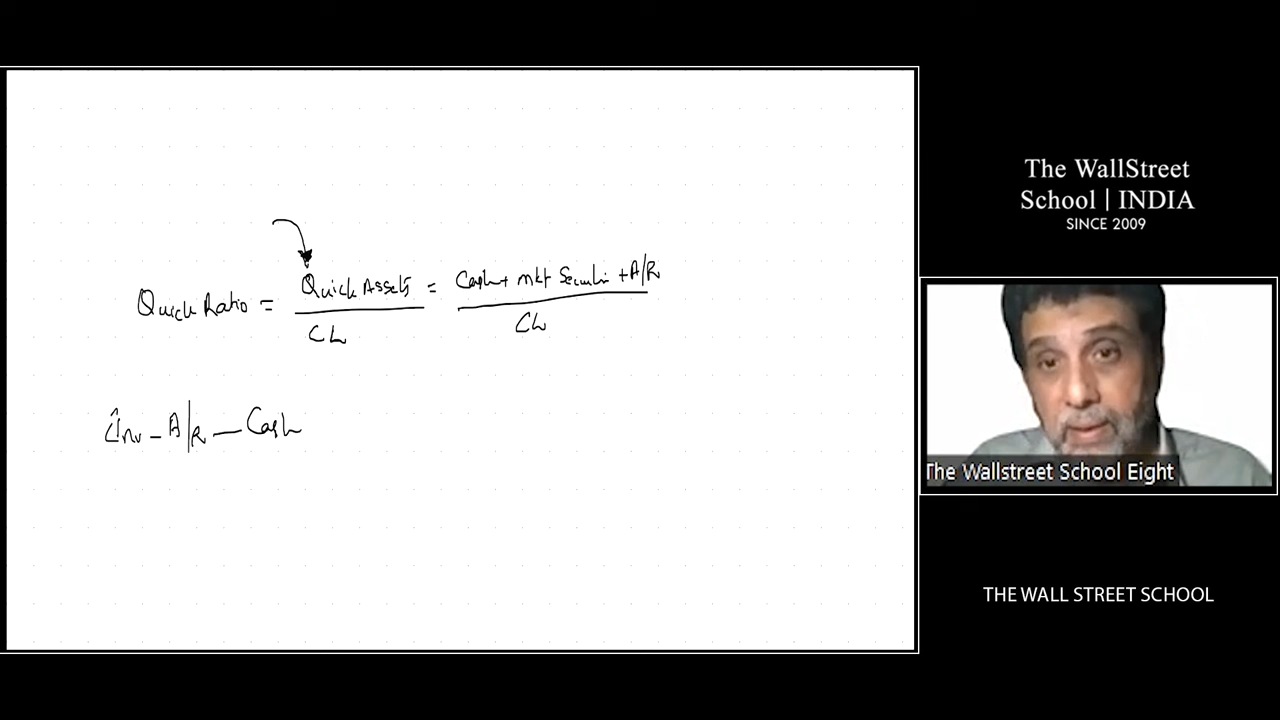 Quick Ratio = Quick Assets = Cash + mkt Securities + A/R
CL CL
Inv - A/R - Cash
The WallStreet
School | INDIA
SINCE 2009
The Wallstreet School Eight
THE WALL STREET SCHOOL